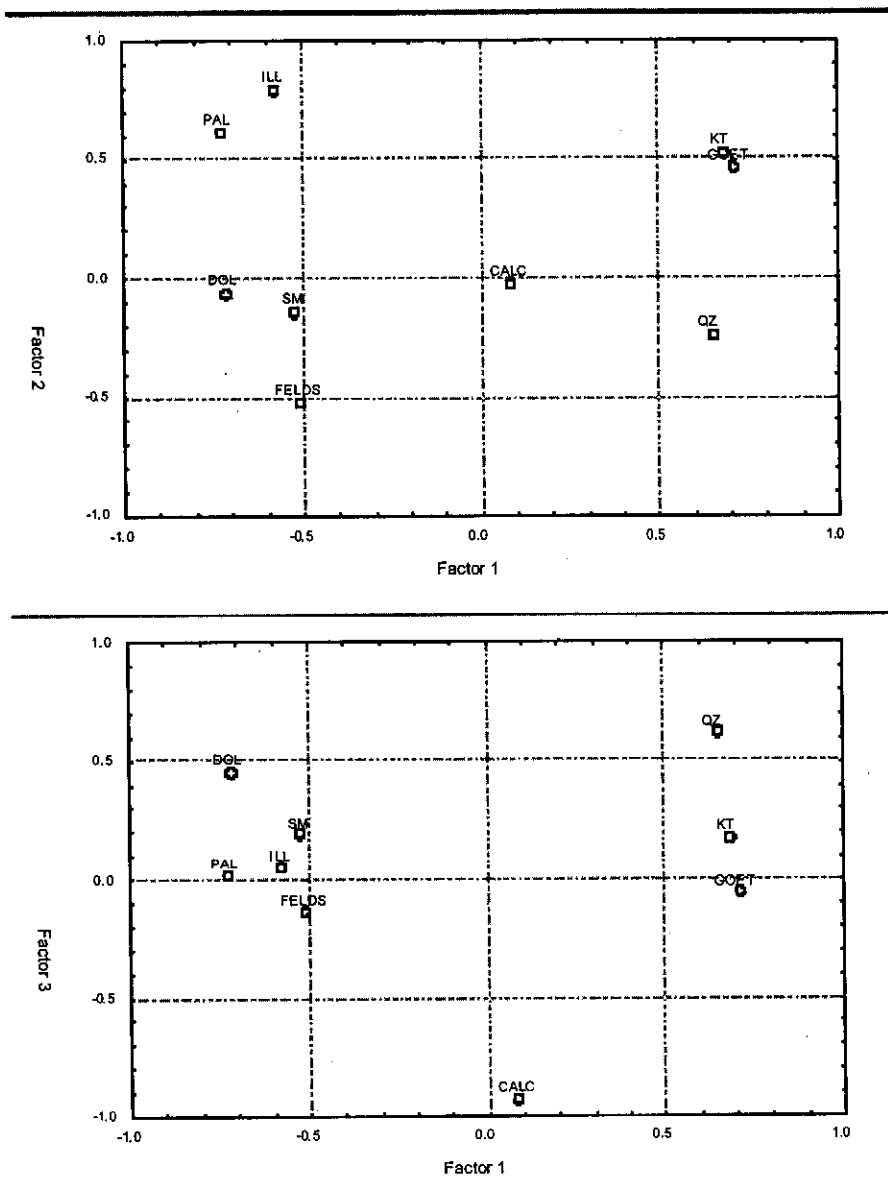 1.0
ILL
PAL
KT
GOET
0.5
CALC
0.0
DOL
SM
QZ
FELDS
-0.5
-1.0
-1.0
-0.5
0.0
0.5
1.0
Factor 2
Factor 1
1.0
QZ
0.5
DOL
SM
KT
ILL
PAL
GOET
0.0
FELDS
-0.5
CALC
-1.0
-1.0
-0.5
0.0
0.5
1.0
Factor 3
Factor 1